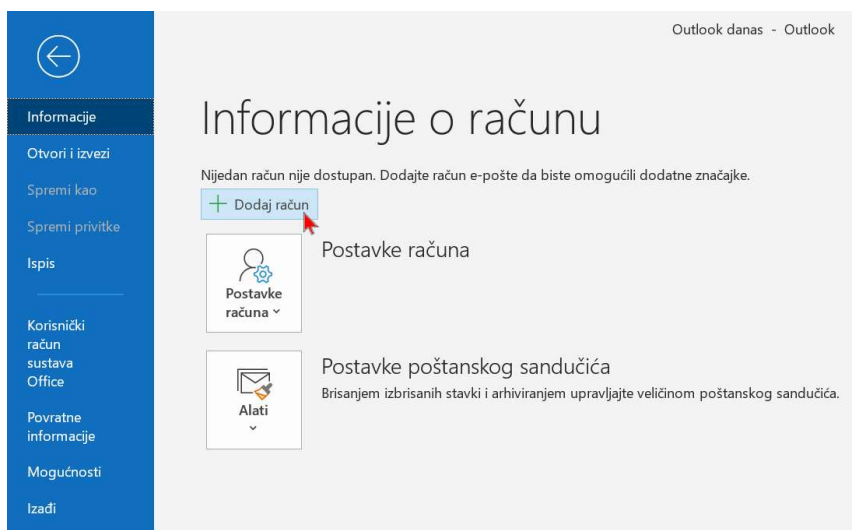 Outlook danas - Outlook
Informacije
Otvori i izvezi
Spremi kao
Spremi privitke
Ispis
Korisnički
račun
sustava
Office
Povratne
informacije
Mogućnosti
Izađi
Informacije o računu
Nijedan račun nije dostupan. Dodajte račun e-pošte da biste omogućili dodatne značajke.
Dodaj račun
Postavke
računa
Postavke računa
Alati
Postavke poštanskog sandučića
Brisanjem izbrisanih stavki i arhiviranjem upravljajte veličinom poštanskog sandučića.